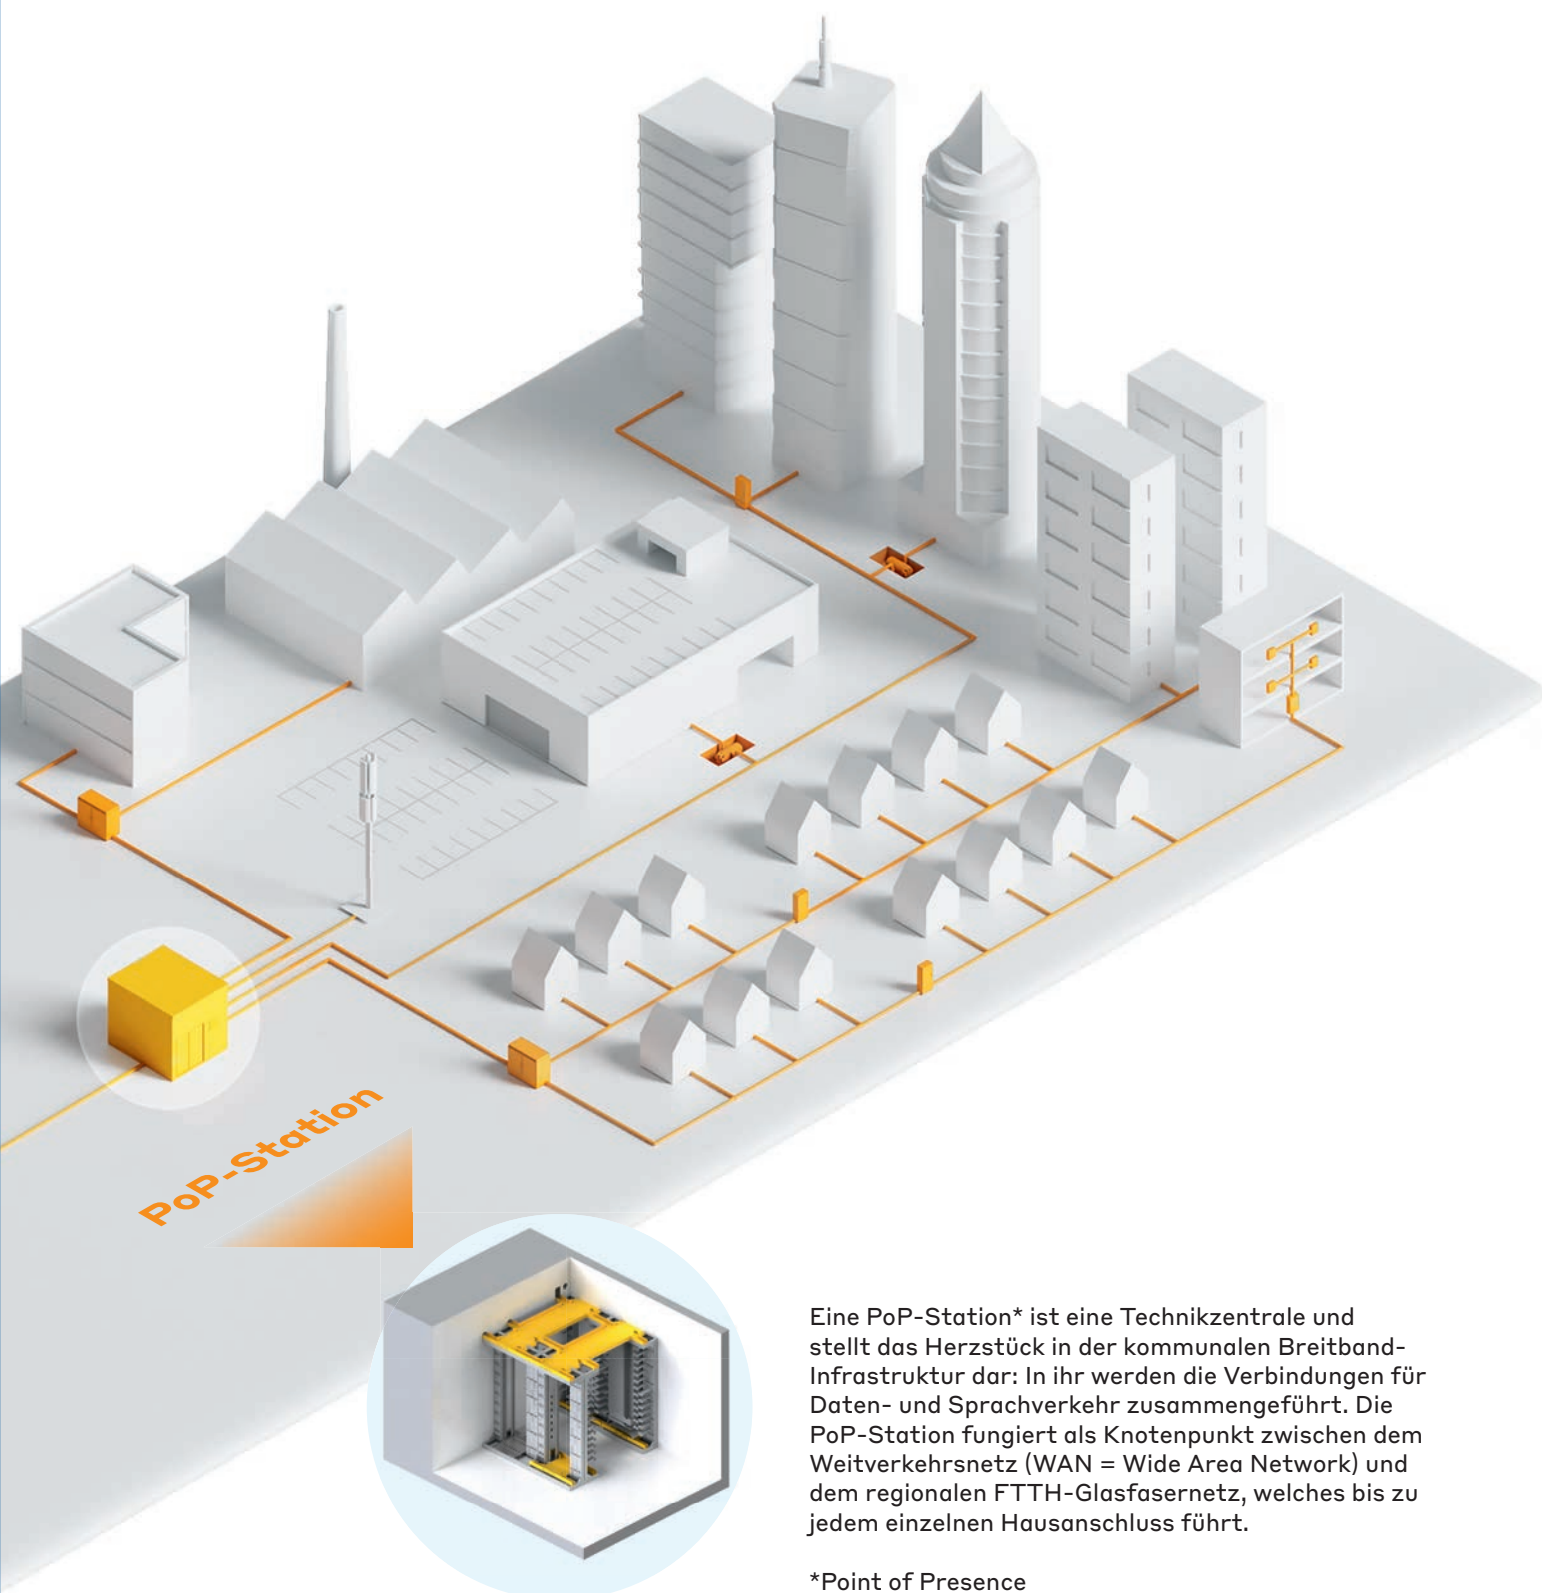 PoP-Station
Eine PoP-Station* ist eine Technikzentrale und
stellt das Herzstück in der kommunalen Breitband-
Infrastruktur dar: In ihr werden die Verbindungen für
Daten- und Sprachverkehr zusammengeführt. Die
PoP-Station fungiert als Knotenpunkt zwischen dem
Weitverkehrsnetz (WAN = Wide Area Network) und
dem regionalen FTTH-Glasfasernetz, welches bis zu
jedem einzelnen Hausanschluss führt.
*Point of Presence